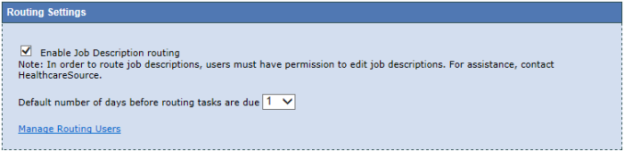 Routing Settings
Enable Job Description routing
Note: In order to route job descriptions, users must have permission to edit job descriptions. For assistance, contact
HealthcareSource.
Default number of days before routing tasks are due 1
Manage Routing Users